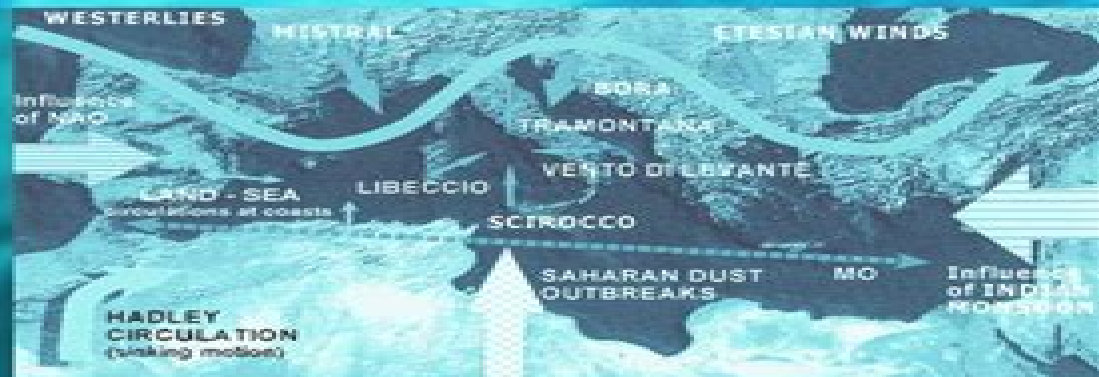 WESTERLIES
MISTRAL
ETESIAN WINDS
Influence
of NAO
BORA
TRAMONTANA
VENTO DI LEVANTE
LAND - SEA
circulations at coasts
LIBECCIO
SCIROCCO
SAHARAN DUST
OUTBREAKS
MO
Influence
of INDIAN
MONSOON
HADLEY
CIRCULATION
(sinking motion)